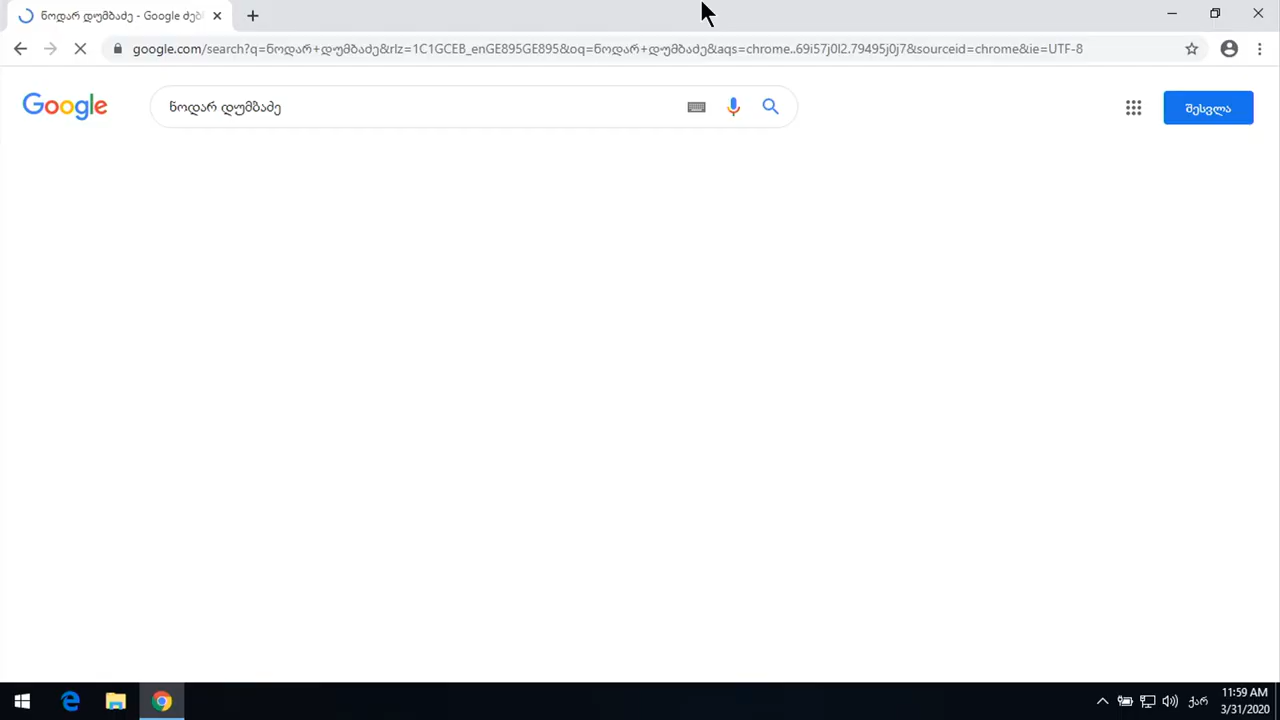 ნოდარ დუმბაძე - Google ძებ
google.com/search?q=ნოდარ+დუმბაძე&rlz=1C1GCEB_enGE895GE895&oq=ნოდარ+დუმბაძე&aqs=chrome..69i57j0l2.79495j0j7&sourceid=chrome&ie=UTF-8
Google
ნოდარ დუმბაძე
შესვლა
ქარ
11:59 AM
3/31/2020